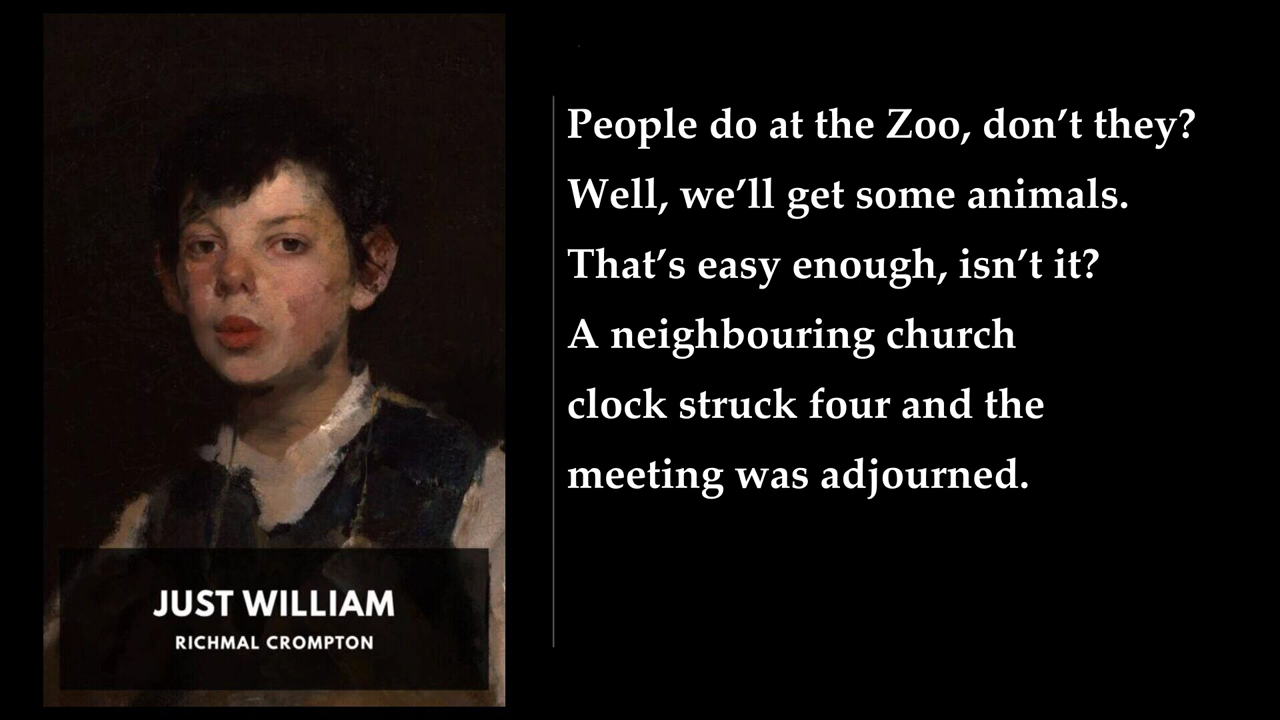 People do at the Zoo, don’t they?
Well, we’ll get some animals.
That’s easy enough, isn’t it?
A neighbouring church
clock struck four and the
meeting was adjourned.
JUST WILLIAM
RICHMAL CROMPTON